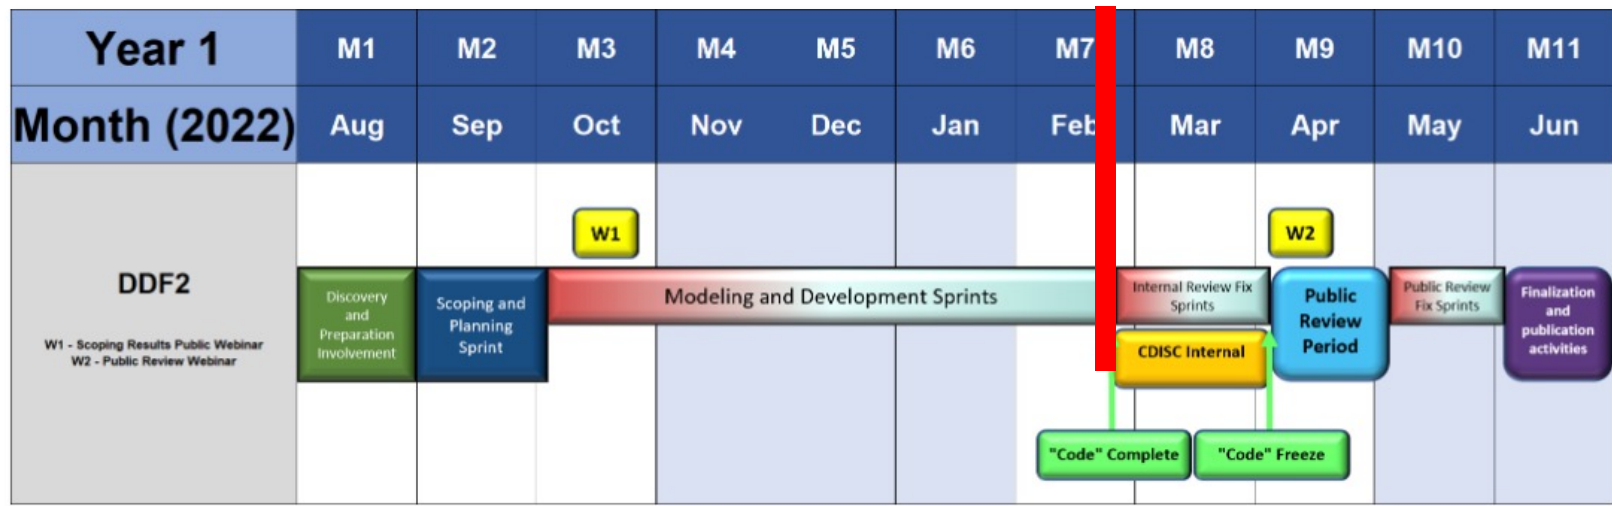 Year 1 M1 M2 M3 M4 M5 M6 M7 M8 M9 M10 M11
Month (2022) Aug Sep Oct Nov Dec Jan Feb Mar Apr May Jun
W1
W2
DDF2
W1 - Scoping Results Public Webinar
W2 - Public Review Webinar
Discovery
and
Preparation
Involvement
Scoping and
Planning
Sprint
Modeling and Development Sprints
Internal Review Fix
Sprints
CDISC Internal
Public
Review
Period
Public Review
Fix Sprints
Finalization
and
publication
activities
"Code" Complete
"Code" Freeze